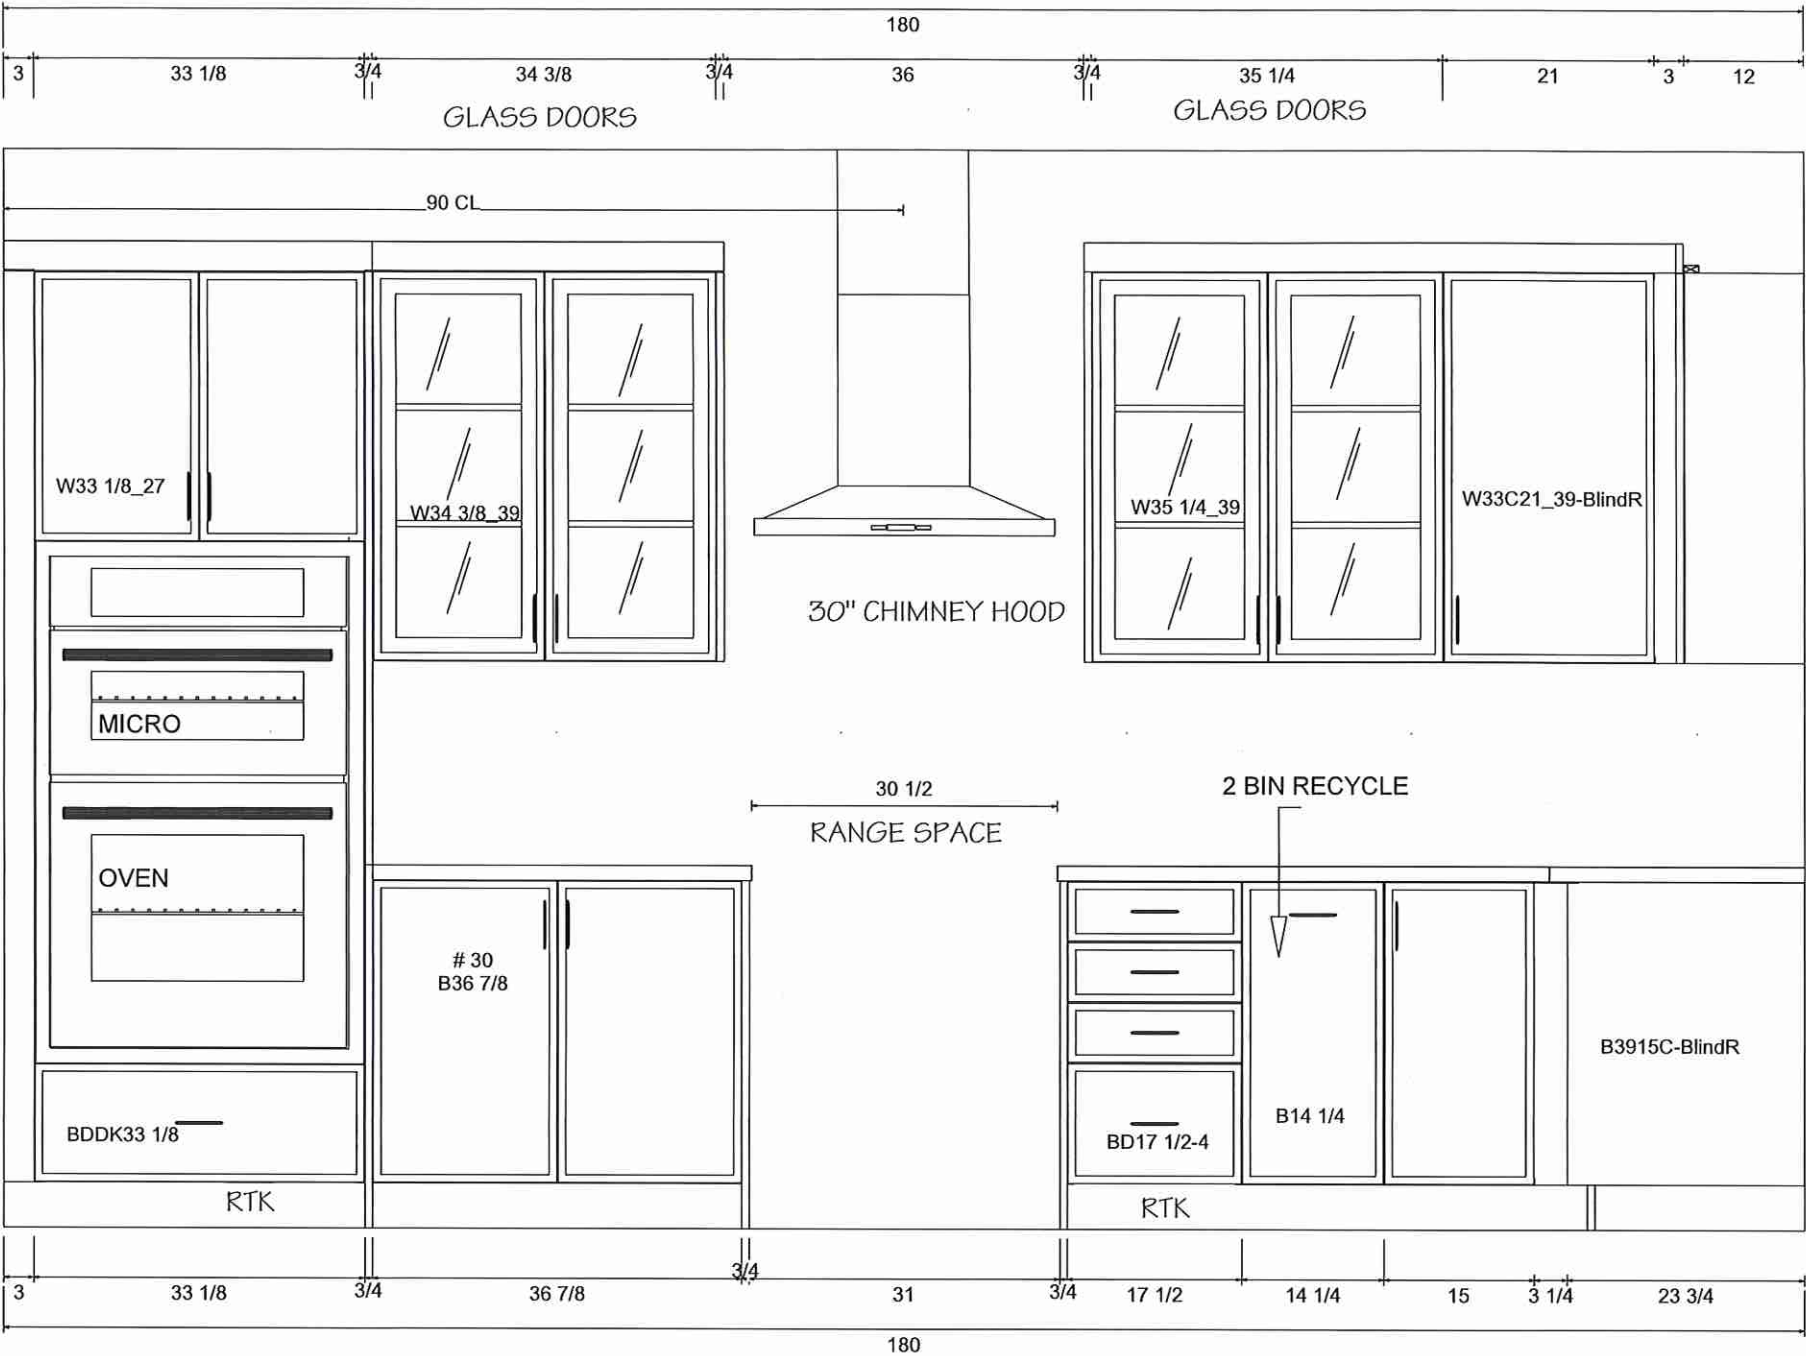 180
3 33 1/8 3/4 34 3/8 3/4 36 3/4 35 1/4 21 3 12
GLASS DOORS GLASS DOORS
90 CL
W33 1/8_27
W34 3/8_39
W35 1/4_39
W33C21_39-BlindR
30" CHIMNEY HOOD
MICRO
30 1/2
RANGE SPACE
2 BIN RECYCLE
OVEN
# 30
B36 7/8
B3915C-BlindR
B14 1/4
BDDK33 1/8
BD17 1/2-4
RTK RTK
3 33 1/8 3/4 36 7/8 3/4 31 3/4 17 1/2 14 1/4 15 3 1/4 23 3/4
180